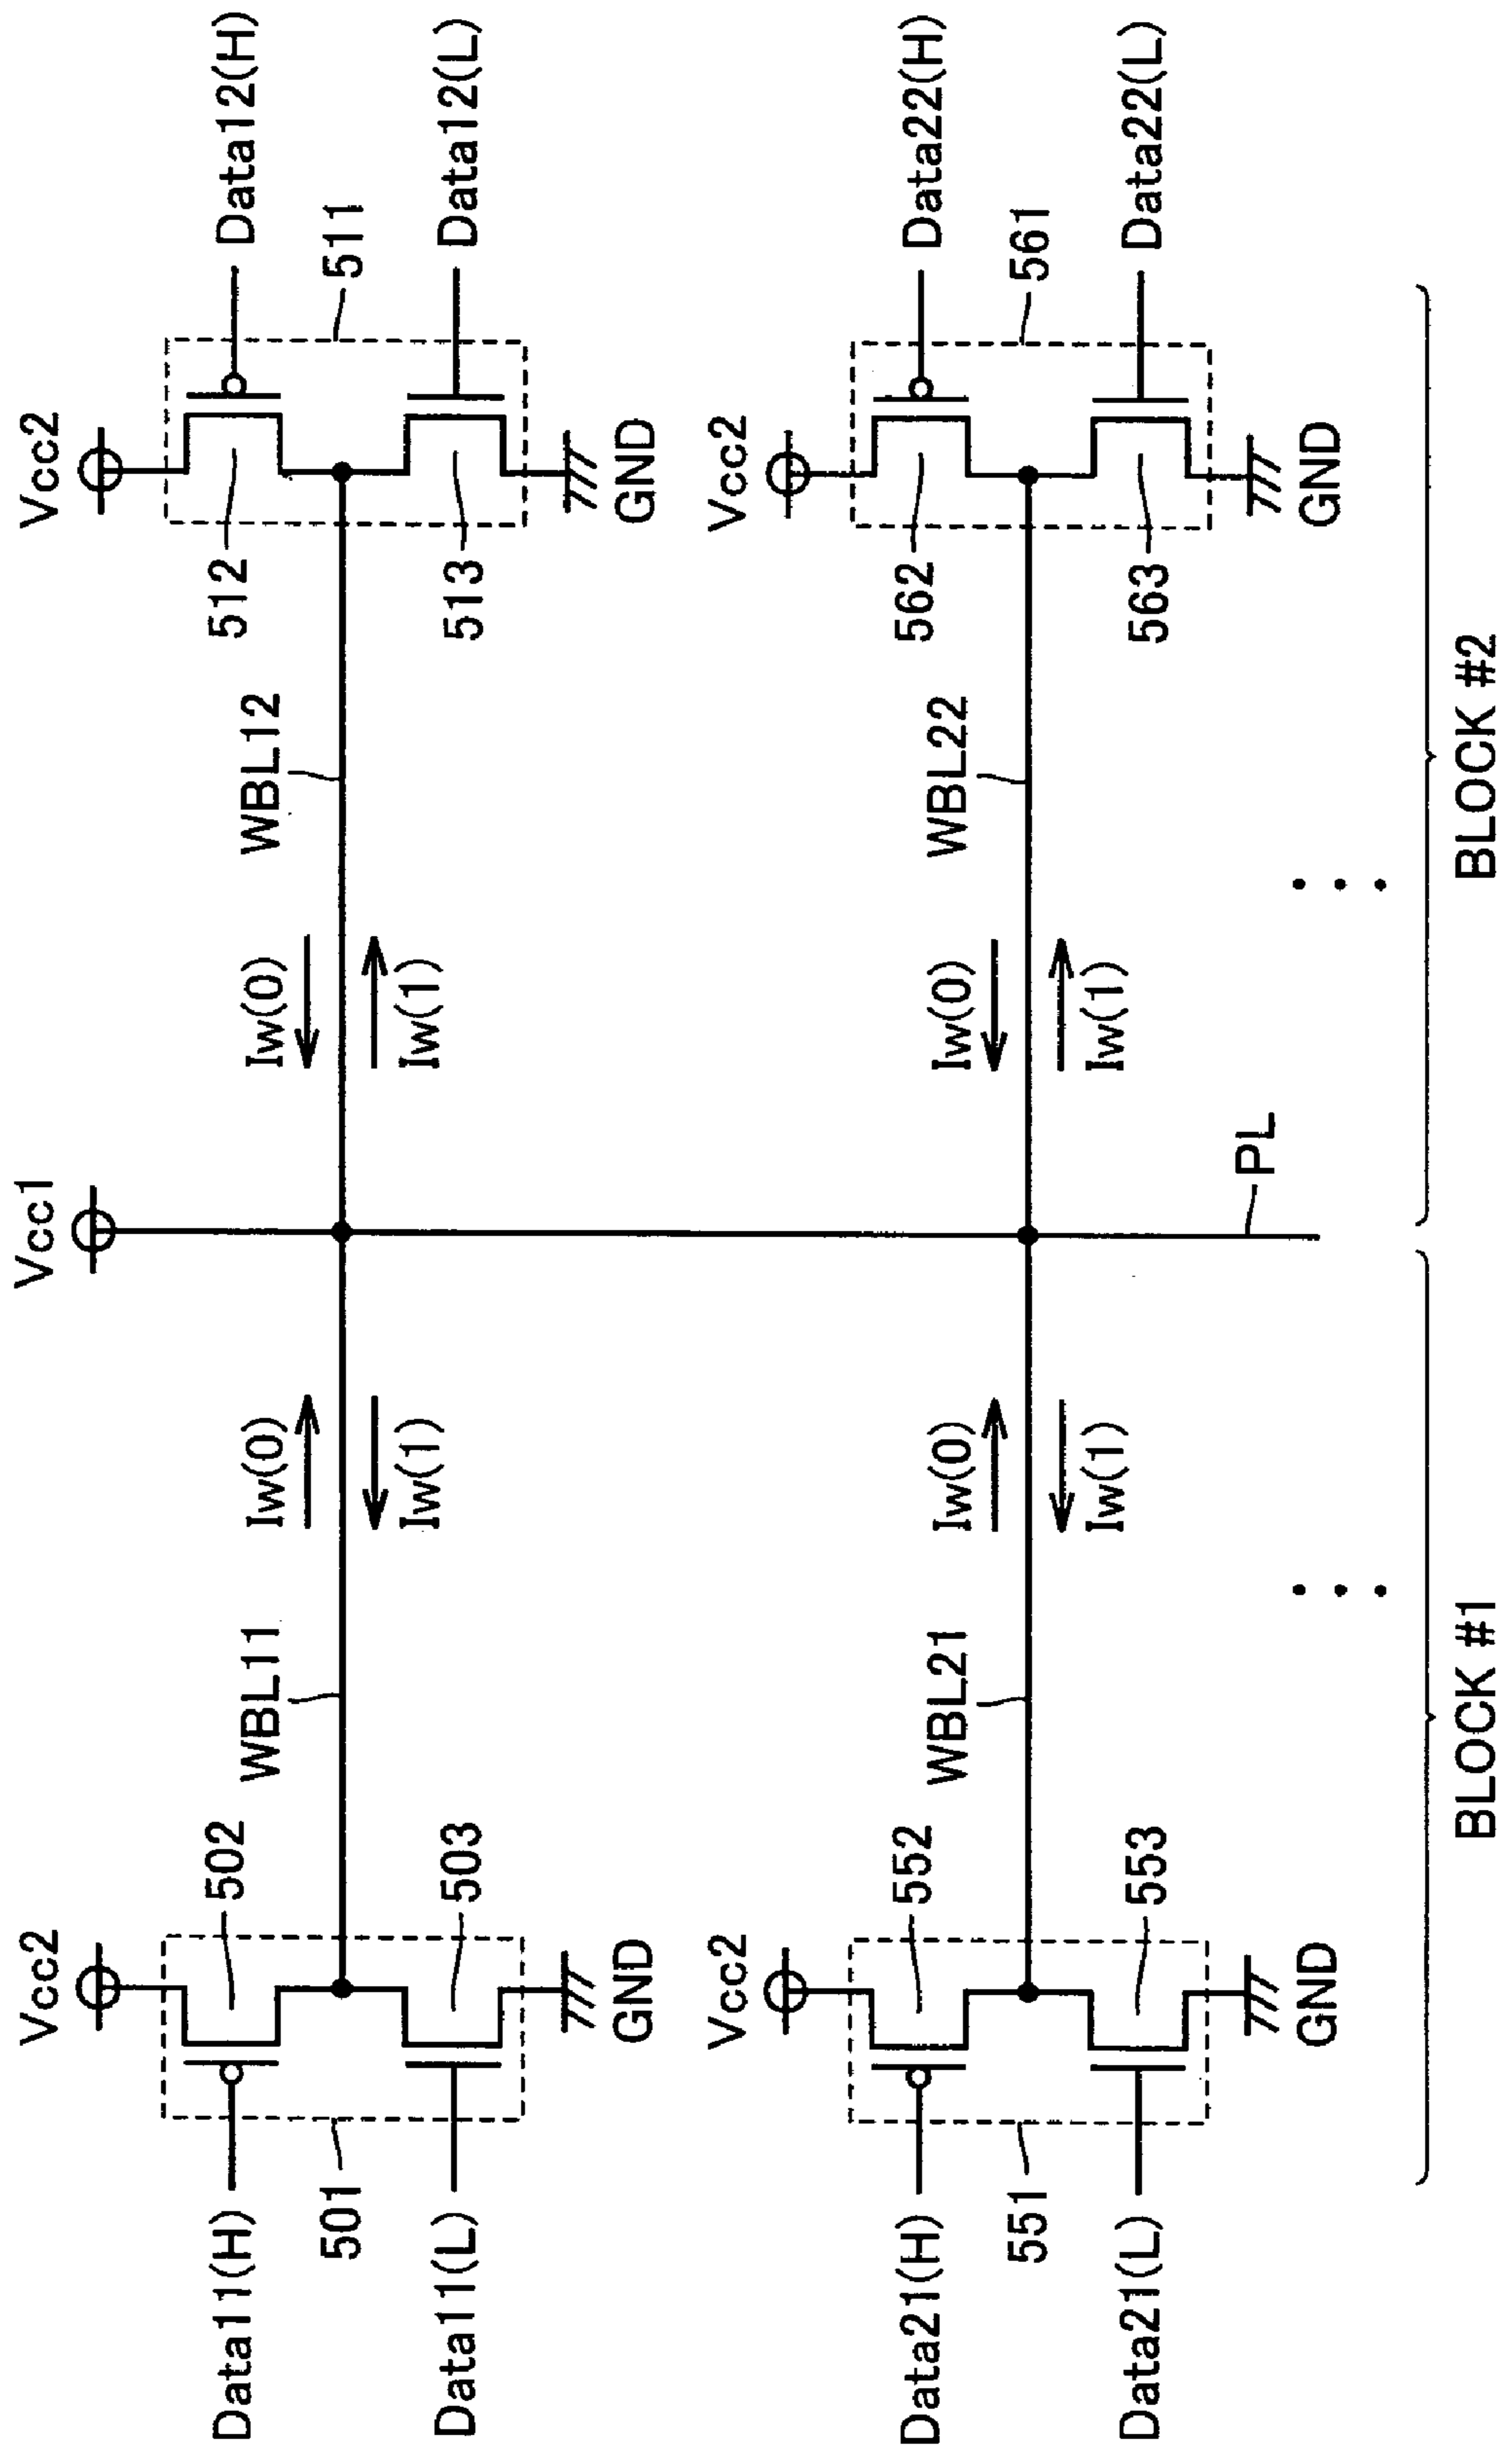 Vcc2
Vcc1
Vcc2
Data11(H)
502
WBL11
Iw(0)
Iw(0)
WBL12
512
Data12(H)
501
511
Data11(L)
503
Iw(1)
Iw(1)
513
Data12(L)
GND
GND
Vcc2
Vcc2
Data21(H)
552
WBL21
Iw(0)
Iw(0)
WBL22
562
Data22(H)
551
561
Data21(L)
553
Iw(1)
Iw(1)
563
Data22(L)
PL
GND
GND
BLOCK #1
BLOCK #2